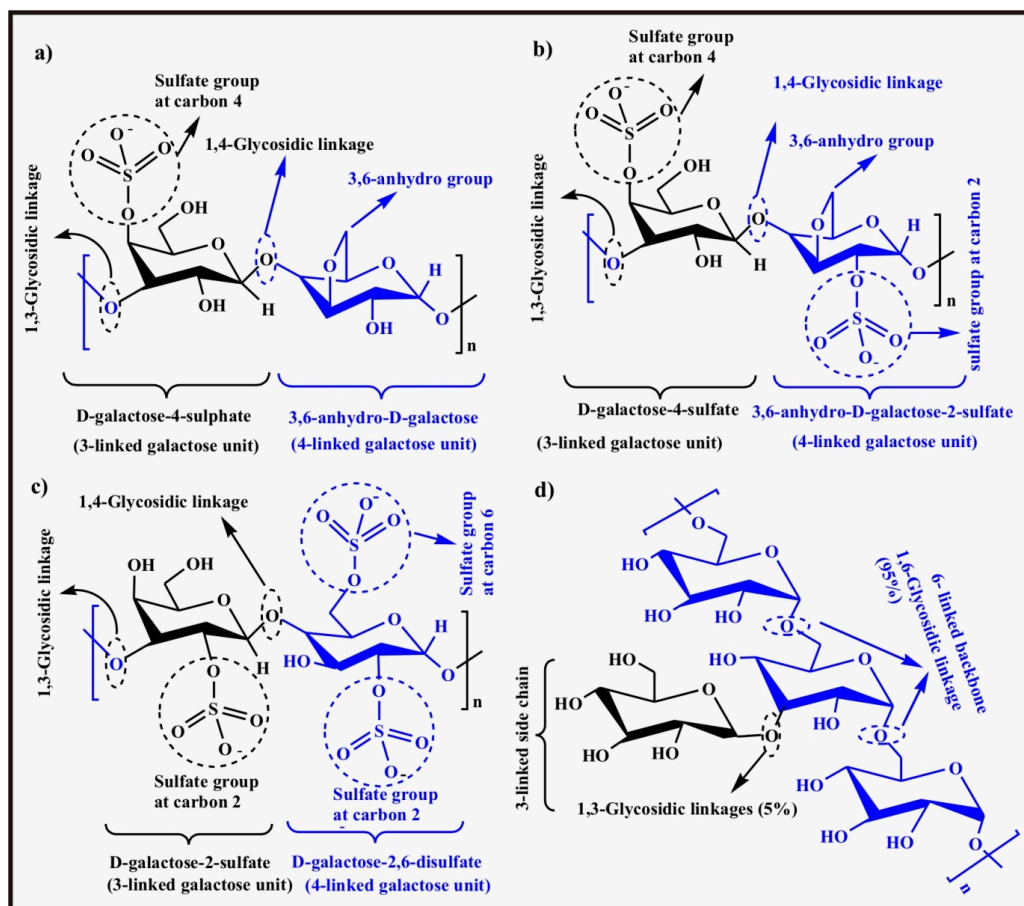 a)
Sulfate group
at carbon 4
O-
O
O
S
O
1,4-Glycosidic linkage
3,6-anhydro group
1,3-Glycosidic linkage
OH
O
O
O
O
H
O
OH
H
OH
O
n
D-galactose-4-sulphate
(3-linked galactose unit)
3,6-anhydro-D-galactose
(4-linked galactose unit)
b)
Sulfate group
at carbon 4
O-
O
O
S
O
1,4-Glycosidic linkage
3,6-anhydro group
1,3-Glycosidic linkage
sulfate group at carbon 2
OH
O
O
O
O
H
O
OH
H
O
O
n
S
O
O
O-
D-galactose-4-sulfate
(3-linked galactose unit)
3,6-anhydro-D-galactose-2-sulfate
(4-linked galactose unit)
c)
1,4-Glycosidic linkage
1,3-Glycosidic linkage
O-
O
O
S
O
Sulfate group
at carbon 6
OH
OH
O
O
O
H
O
H
HO
O
O
O
n
S
O
O
O-
S
O
O
O-
Sulfate group
at carbon 2
Sulfate group
at carbon 2
-
D-galactose-2-sulfate
(3-linked galactose unit)
D-galactose-2,6-disulfate
(4-linked galactose unit)
d)
O
HO
O
HO
HO
O
6- linked backbone
1,6-Glycosidic linkage
(95%)
3-linked side chain
HO
HO
O
HO
HO
O
HO
O
HO
O
1,3-Glycosidic linkages (5%)
HO
O
HO
HO
O
n